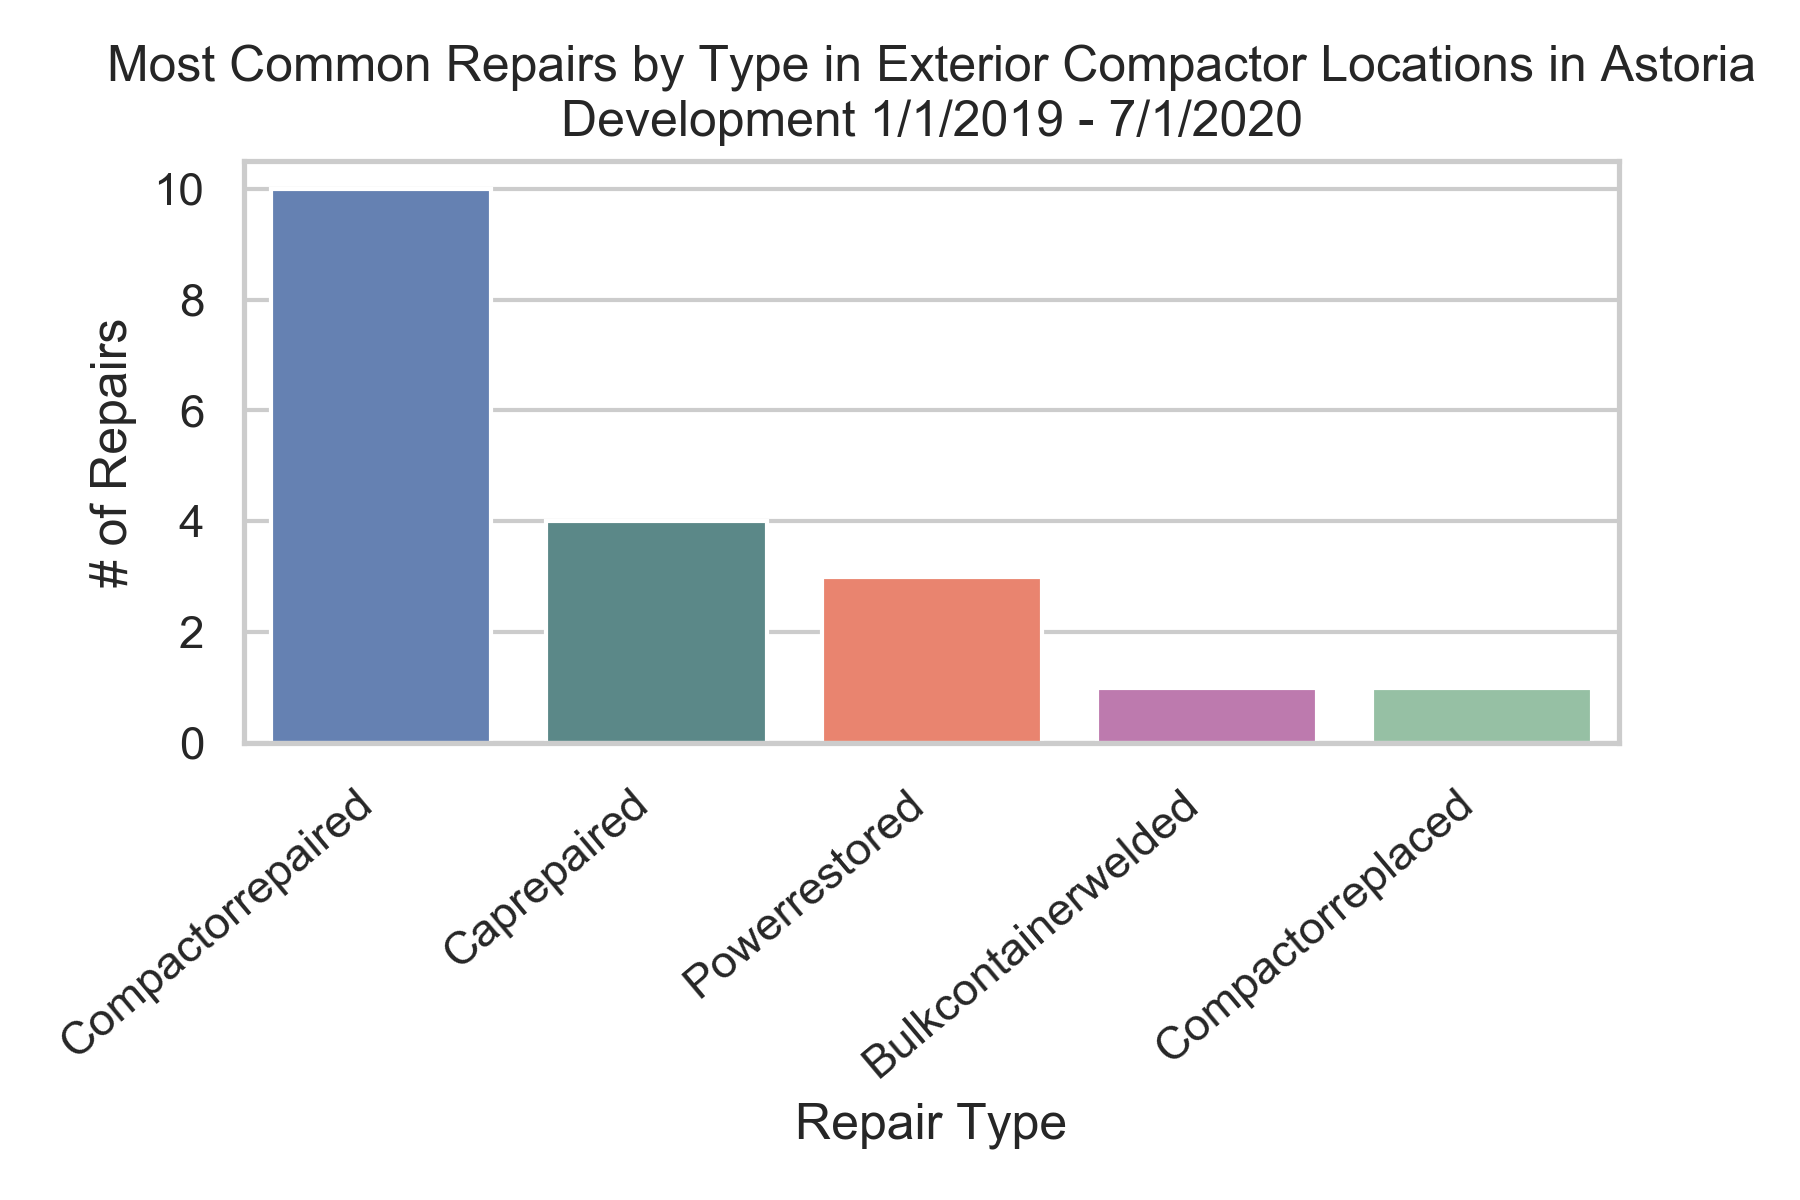 Most Common Repairs by Type in Exterior Compactor Locations in Astoria
Development 1/1/2019 - 7/1/2020
# of Repairs
10
8
6
4
2
0
Compactorrepaired
Caprepaired
Powerrestored
Bulkcontainerwelded
Compactorreplaced
Repair Type